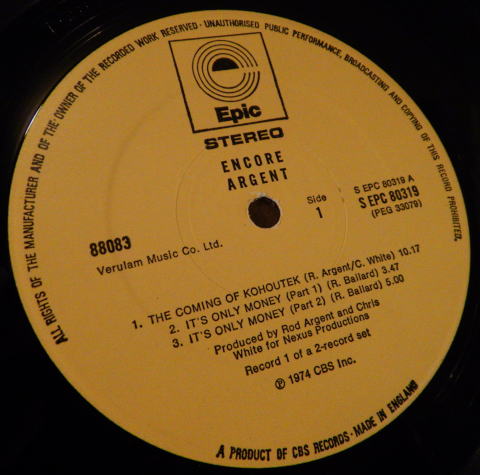 ALL RIGHTS OF THE MANUFACTURER AND OF THE OWNER OF THE RECORDED WORK RESERVED · UNAUTHORISED PUBLIC PERFORMANCE, BROADCASTING AND COPYING OF THIS RECORD PROHIBITED.
Epic
STEREO
ENCORE
ARGENT
S EPC 80319 A
S EPC 80319
(PEG 33079)
Side
1
88083
Verulam Music Co. Ltd.
1. THE COMING OF KOHOUTEK (R. Argent/C. White) 10.17
2. IT'S ONLY MONEY (Part 1) (R. Ballard) 3.47
3. IT'S ONLY MONEY (Part 2) (R. Ballard) 5.00
Produced by Rod Argent and Chris
White for Nexus Productions
Record 1 of a 2-record set
℗ 1974 CBS Inc.
A PRODUCT OF CBS RECORDS · MADE IN ENGLAND